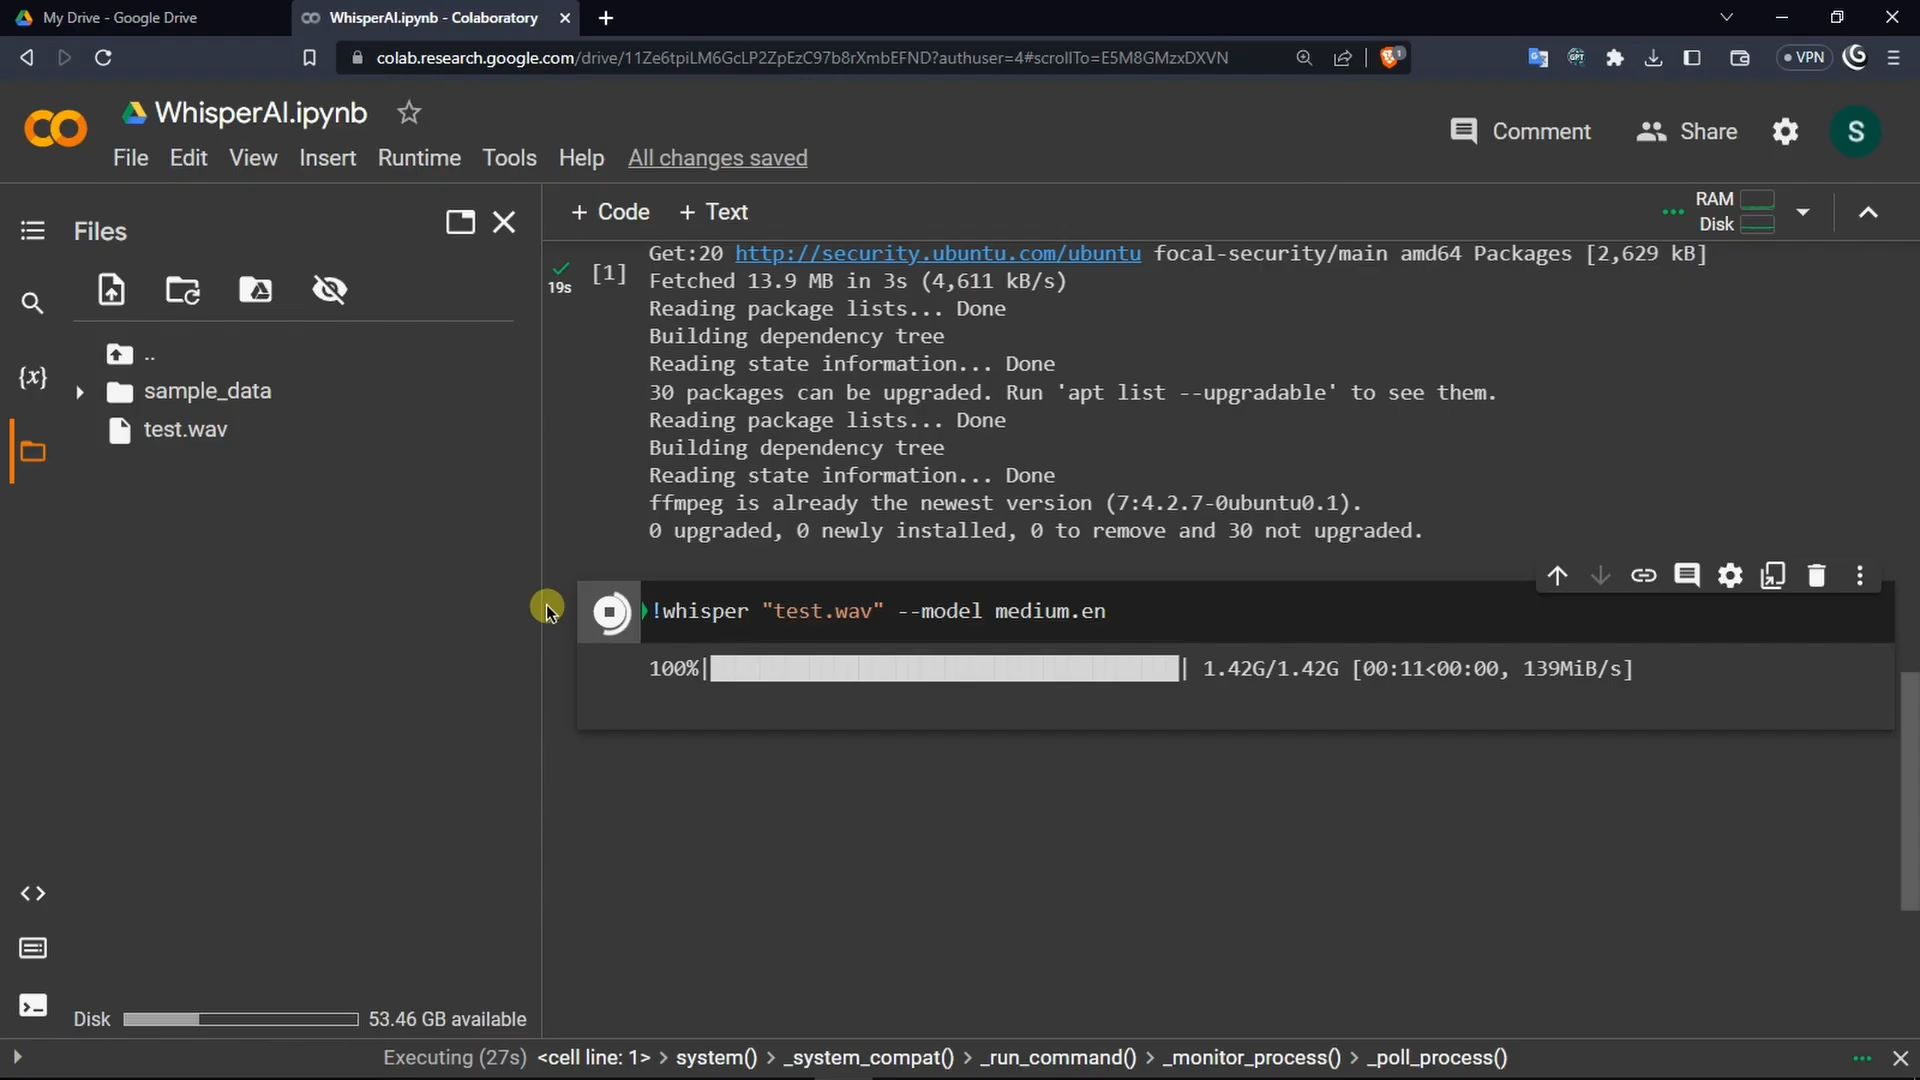 My Drive - Google Drive
WhisperAI.ipynb - Colaboratory
colab.research.google.com/drive/11Ze6tpiLM6GcLP2ZpEzC97b8rXmbEFND?authuser=4#scrollTo=E5M8GMzxDXVN
1
GPT
VPN
WhisperAI.ipynb
Comment
Share
S
File Edit View Insert Runtime Tools Help All changes saved
Files
+ Code + Text
RAM
Disk
{x}
..
sample_data
test.wav
19s
[1]
Get:20 http://security.ubuntu.com/ubuntu focal-security/main amd64 Packages [2,629 kB]
Fetched 13.9 MB in 3s (4,611 kB/s)
Reading package lists... Done
Building dependency tree
Reading state information... Done
30 packages can be upgraded. Run 'apt list --upgradable' to see them.
Reading package lists... Done
Building dependency tree
Reading state information... Done
ffmpeg is already the newest version (7:4.2.7-0ubuntu0.1).
0 upgraded, 0 newly installed, 0 to remove and 30 not upgraded.
!whisper "test.wav" --model medium.en
100%| | 1.42G/1.42G [00:11<00:00, 139MiB/s]
Disk 53.46 GB available
Executing (27s) <cell line: 1> > system() > _system_compat() > _run_command() > _monitor_process() > _poll_process()